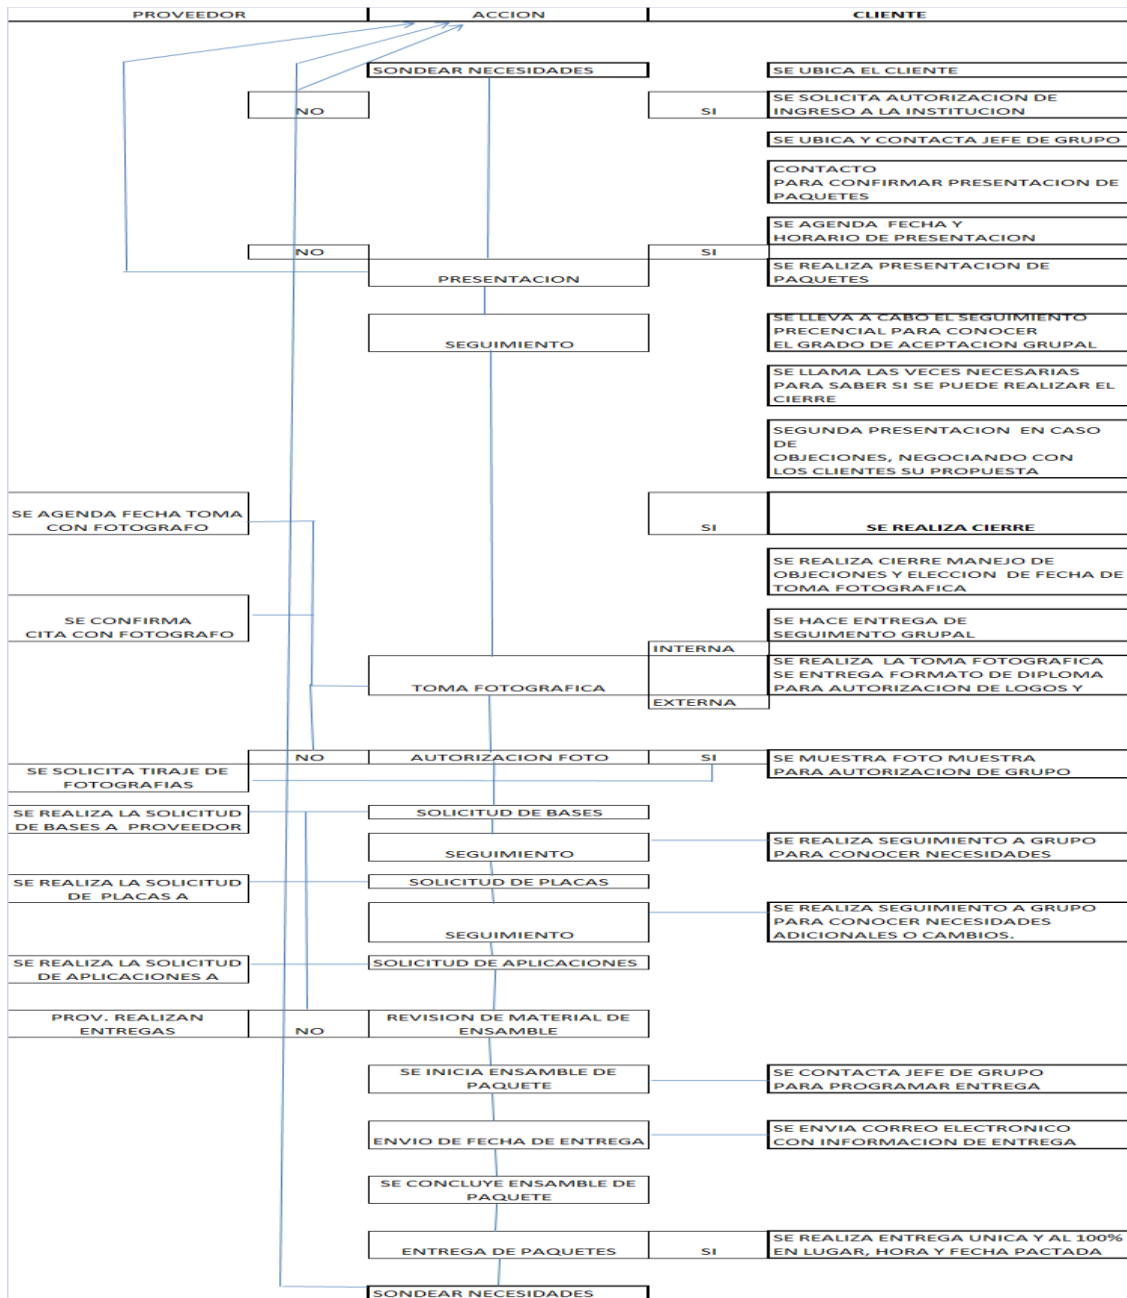 PROVEEDOR ACCION CLIENTE
SONDEAR NECESIDADES SE UBICA EL CLIENTE
SE SOLICITA AUTORIZACION DE
NO SI INGRESO A LA INSTITUCION
SE UBICA Y CONTACTA JEFE DE GRUPO
CONTACTO
PARA CONFIRMAR PRESENTACION DE
PAQUETES
SE AGENDA FECHA Y
HORARIO DE PRESENTACION
NO SI
SE REALIZA PRESENTACION DE
PRESENTACION PAQUETES
SE LLEVA A CABO EL SEGUIMIENTO
PRECENCIAL PARA CONOCER
SEGUIMIENTO EL GRADO DE ACEPTACION GRUPAL
SE LLAMA LAS VECES NECESARIAS
PARA SABER SI SE PUEDE REALIZAR EL
CIERRE
SEGUNDA PRESENTACION EN CASO
DE
OBJECIONES, NEGOCIANDO CON
LOS CLIENTES SU PROPUESTA
SE AGENDA FECHA TOMA
CON FOTOGRAFO SI SE REALIZA CIERRE
SE REALIZA CIERRE MANEJO DE
OBJECIONES Y ELECCION DE FECHA DE
TOMA FOTOGRAFICA
SE CONFIRMA SE HACE ENTREGA DE
CITA CON FOTOGRAFO SEGUIMENTO GRUPAL
INTERNA
SE REALIZA LA TOMA FOTOGRAFICA
SE ENTREGA FORMATO DE DIPLOMA
TOMA FOTOGRAFICA PARA AUTORIZACION DE LOGOS Y
EXTERNA
NO AUTORIZACION FOTO SI SE MUESTRA FOTO MUESTRA
SE SOLICITA TIRAJE DE PARA AUTORIZACION DE GRUPO
FOTOGRAFIAS
SE REALIZA LA SOLICITUD SOLICITUD DE BASES
DE BASES A PROVEEDOR
SE REALIZA SEGUIMIENTO A GRUPO
SEGUIMIENTO PARA CONOCER NECESIDADES
SE REALIZA LA SOLICITUD SOLICITUD DE PLACAS
DE PLACAS A
SE REALIZA SEGUIMIENTO A GRUPO
PARA CONOCER NECESIDADES
SEGUIMIENTO ADICIONALES O CAMBIOS.
SE REALIZA LA SOLICITUD SOLICITUD DE APLICACIONES
DE APLICACIONES A
PROV. REALIZAN REVISION DE MATERIAL DE
ENTREGAS NO ENSAMBLE
SE INICIA ENSAMBLE DE SE CONTACTA JEFE DE GRUPO
PAQUETE PARA PROGRAMAR ENTREGA
SE ENVIA CORREO ELECTRONICO
ENVIO DE FECHA DE ENTREGA CON INFORMACION DE ENTREGA
SE CONCLUYE ENSAMBLE DE
PAQUETE
SE REALIZA ENTREGA UNICA Y AL 100%
ENTREGA DE PAQUETES SI EN LUGAR, HORA Y FECHA PACTADA
SONDEAR NECESIDADES